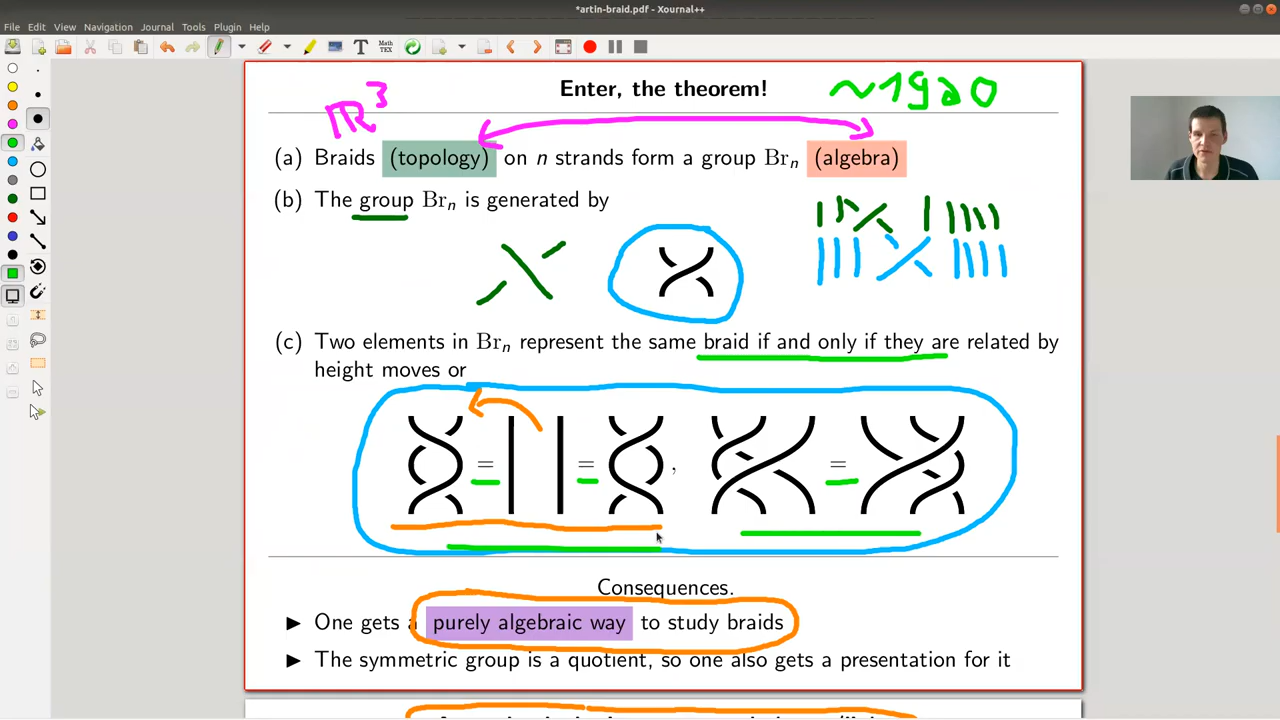 *artin-braid.pdf - Xournal++
File Edit View Navigation Journal Tools Plugin Help
T Math TEX
Enter, the theorem!
~1920
ℝ³
(a) Braids (topology) on n strands form a group Brₙ (algebra)
(b) The group Brₙ is generated by
(c) Two elements in Brₙ represent the same braid if and only if they are related by
height moves or
= = , =
Consequences.
▶ One gets a purely algebraic way to study braids
▶ The symmetric group is a quotient, so one also gets a presentation for it